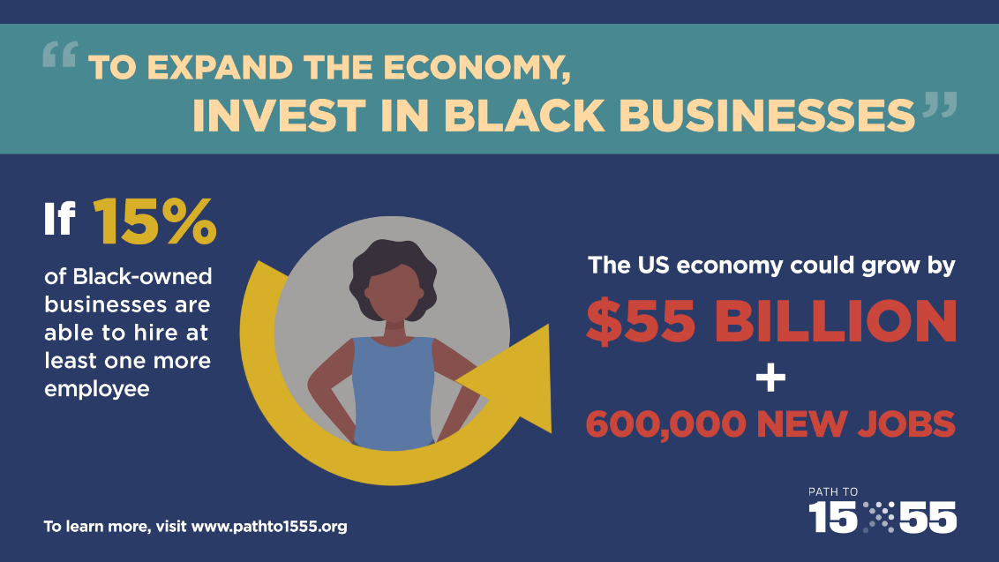 “TO EXPAND THE ECONOMY,
INVEST IN BLACK BUSINESSES”
If 15%
of Black-owned
businesses are
able to hire at
least one more
employee
The US economy could grow by
$55 BILLION
+
600,000 NEW JOBS
To learn more, visit www.pathto1555.org
PATH TO
15 55